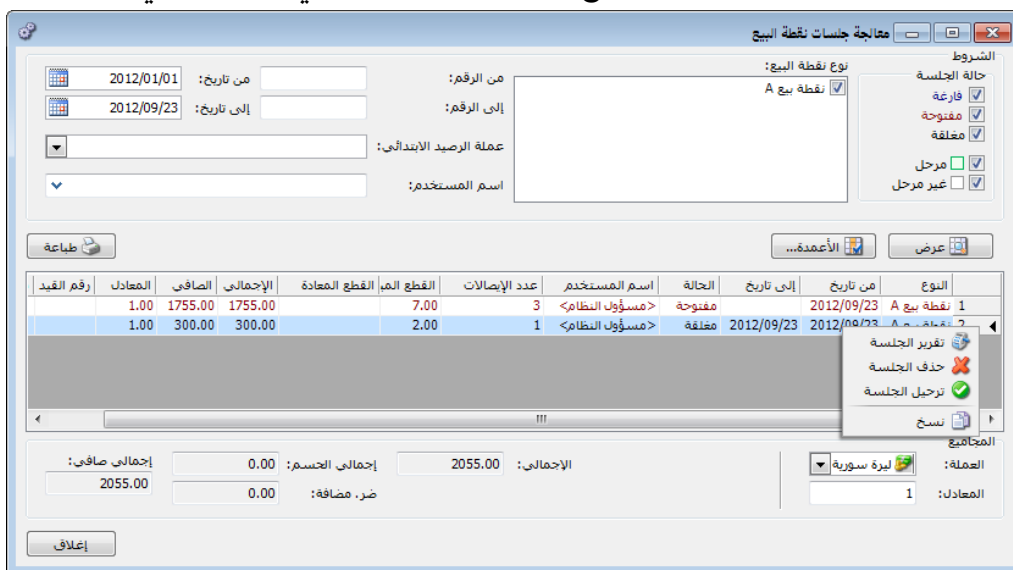 معالجة جلسات نقطة البيع
الشروط
حالة الجلسة
فارغة
مفتوحة
مغلقة
مرحل
غير مرحل
نوع نقطة البيع:
نقطة بيع A
من الرقم:
إلى الرقم:
عملة الرصيد الابتدائي:
اسم المستخدم:
من تاريخ: 2012/01/01
إلى تاريخ: 2012/09/23
عرض
الأعمدة...
طباعة
النوع من تاريخ إلى تاريخ الحالة اسم المستخدم عدد الإيصالات القطع المب القطع المعادة الإجمالي الصافي المعادل رقم القيد
1 نقطة بيع A 2012/09/23 مفتوحة <مسؤول النظام> 3 7.00 1755.00 1755.00 1.00
2 نقطة بيع A 2012/09/23 2012/09/23 مغلقة <مسؤول النظام> 1 2.00 300.00 300.00 1.00
تقرير الجلسة
حذف الجلسة
ترحيل الجلسة
نسخ
المجاميع
العملة: ليرة سورية
المعادل: 1
الإجمالي: 2055.00
إجمالي الحسم: 0.00
ضر. مضافة: 0.00
إجمالي صافي:
2055.00
إغلاق